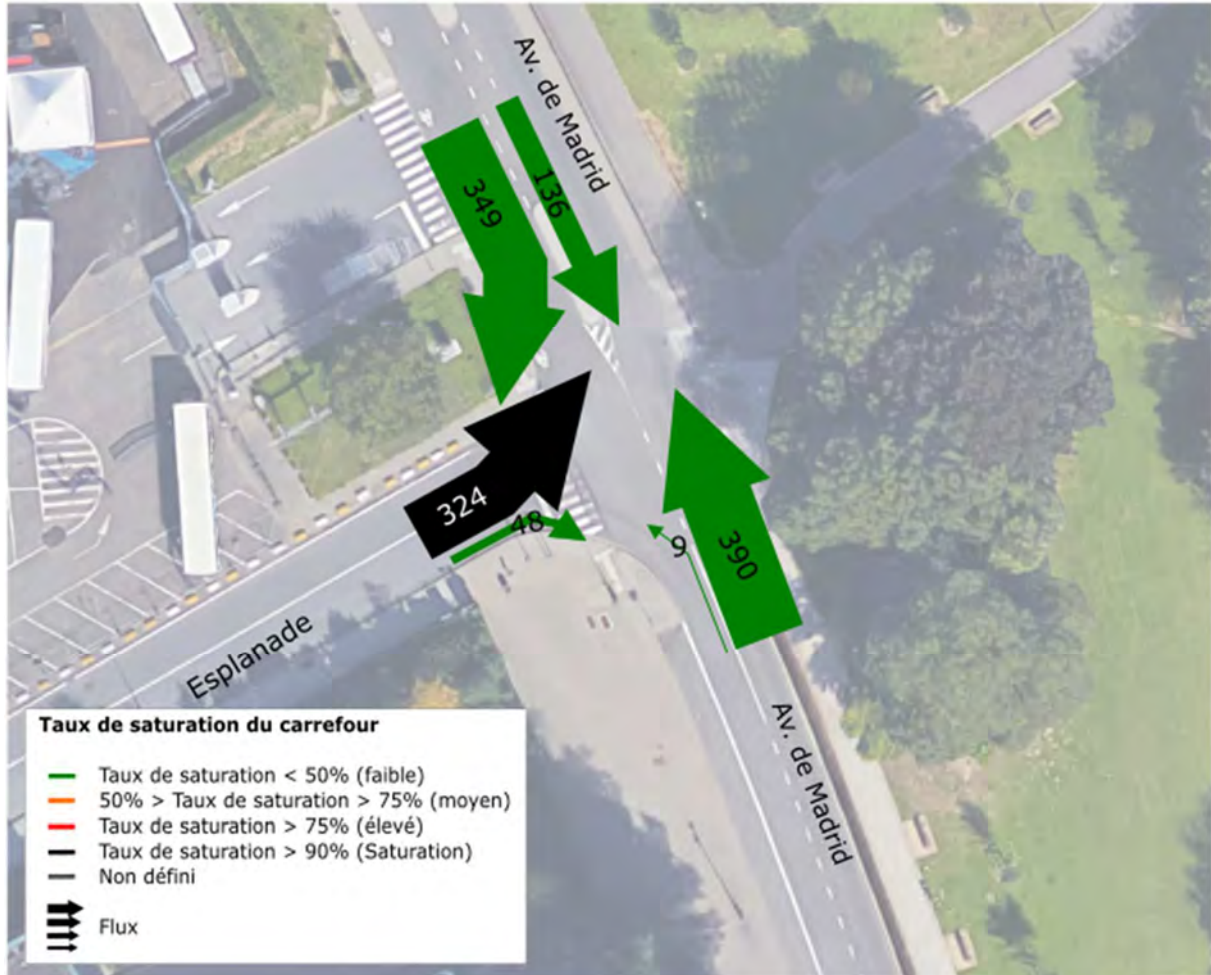 Av. de Madrid
349
136
324
48
9
390
Esplanade
Av. de Madrid
Taux de saturation du carrefour
Taux de saturation < 50% (faible)
50% > Taux de saturation > 75% (moyen)
Taux de saturation > 75% (élevé)
Taux de saturation > 90% (Saturation)
Non défini
Flux